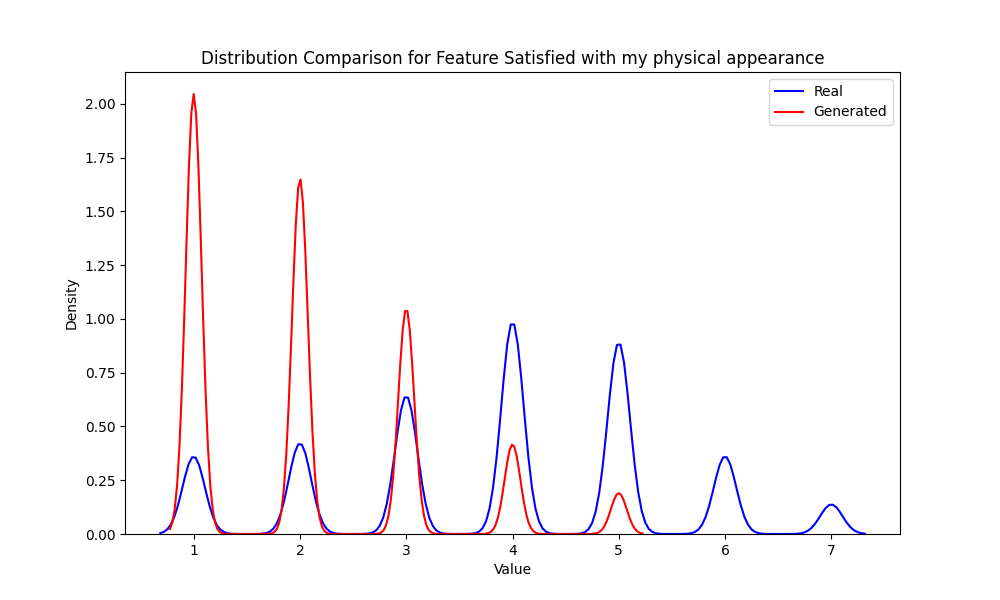 Distribution Comparison for Feature Satisfied with my physical appearance
Real
Generated
2.00
1.75
1.50
1.25
1.00
0.75
0.50
0.25
0.00
Density
1 2 3 4 5 6 7
Value